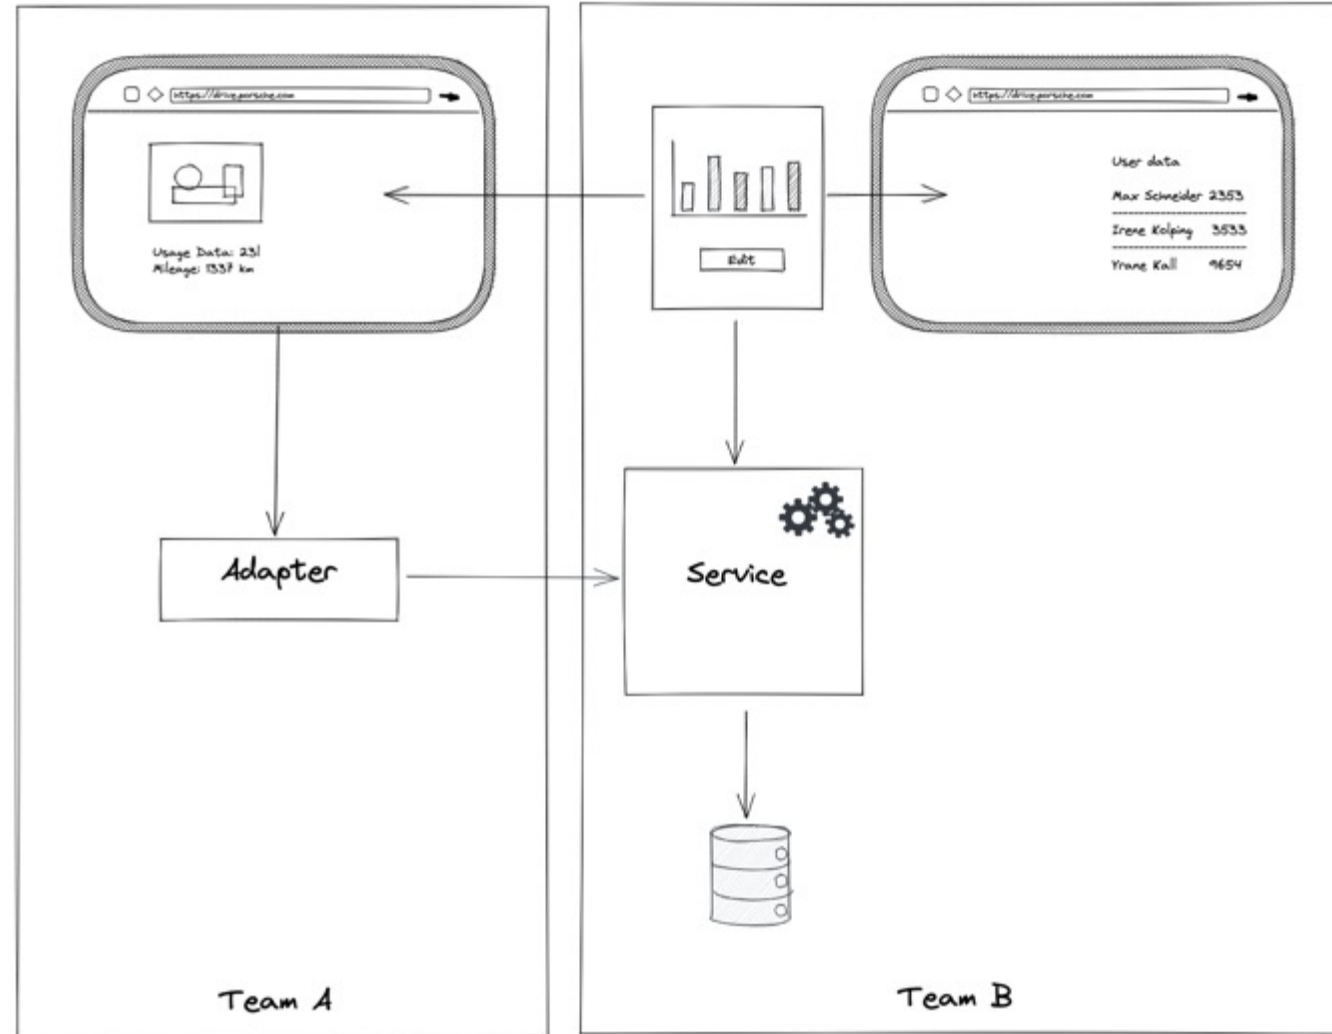 https://drive.porsche.com
Usage Data: 231
Mileage: 1337 km
Edit
https://drive.porsche.com
User data
Max Schneider 2353
Irene Kolping 3533
Yrane Kall 9654
Adapter
Service
Team A
Team B